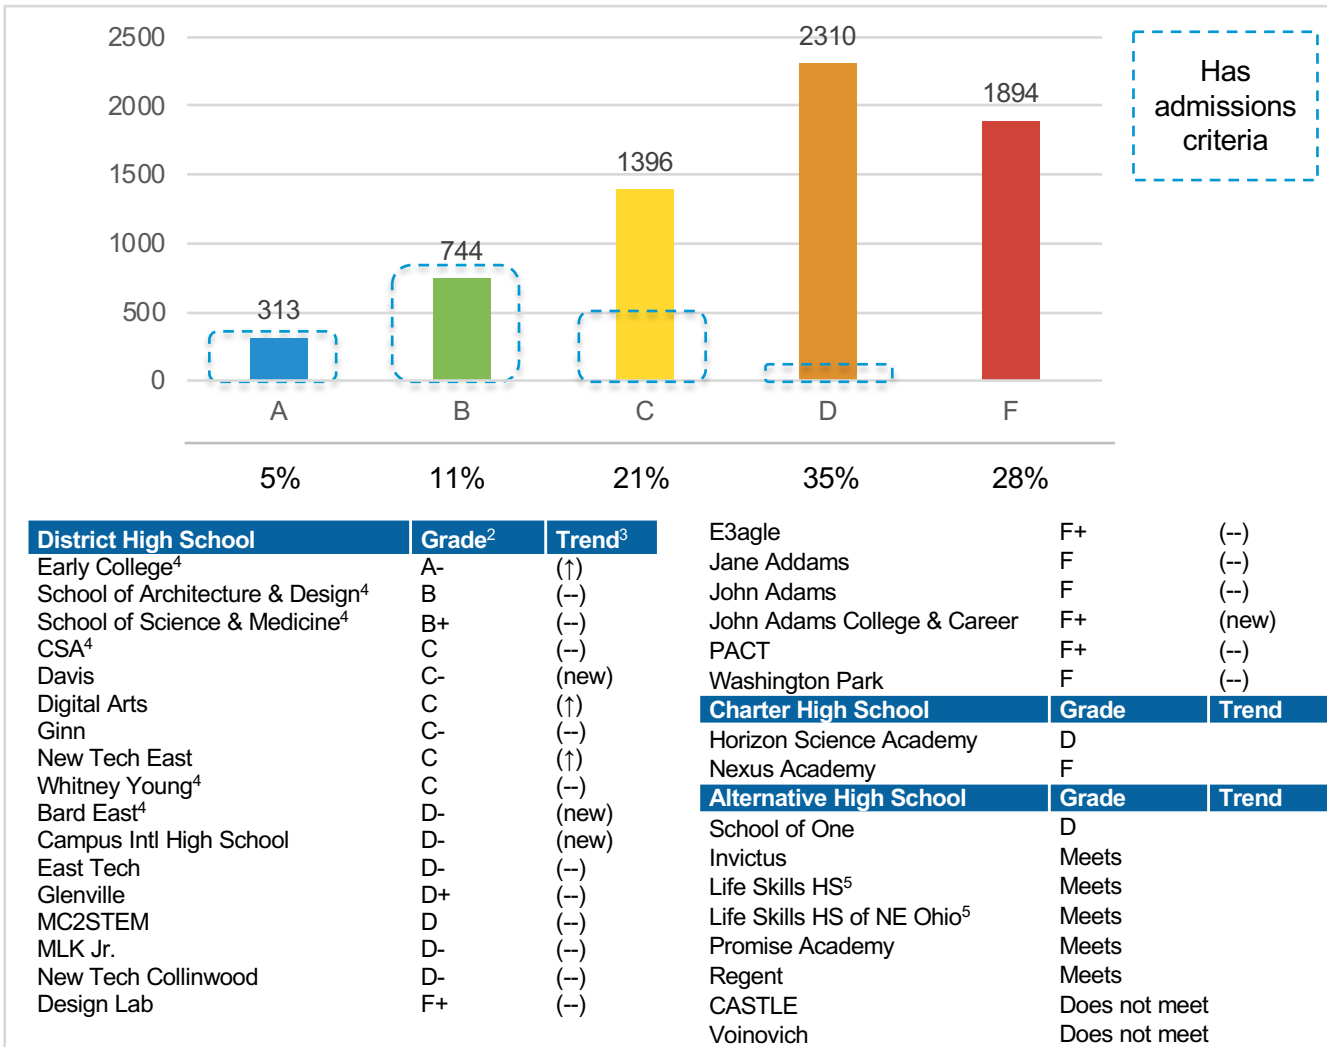 2500
2000
1500
1000
500
0
313
744
1396
2310
1894
A B C D F
5% 11% 21% 35% 28%
Has
admissions
criteria
District High School Grade² Trend³
Early College⁴ A- (↑)
School of Architecture & Design⁴ B (--)
School of Science & Medicine⁴ B+ (--)
CSA⁴ C (--)
Davis C- (new)
Digital Arts C (↑)
Ginn C- (--)
New Tech East C (↑)
Whitney Young⁴ C (--)
Bard East⁴ D- (new)
Campus Intl High School D- (new)
East Tech D- (--)
Glenville D+ (--)
MC2STEM D (--)
MLK Jr. D- (--)
New Tech Collinwood D- (--)
Design Lab F+ (--)
E3agle F+ (--)
Jane Addams F (--)
John Adams F (--)
John Adams College & Career F+ (new)
PACT F+ (--)
Washington Park F (--)
Charter High School Grade Trend
Horizon Science Academy D
Nexus Academy F
Alternative High School Grade Trend
School of One D
Invictus Meets
Life Skills HS⁵ Meets
Life Skills HS of NE Ohio⁵ Meets
Promise Academy Meets
Regent Meets
CASTLE Does not meet
Voinovich Does not meet